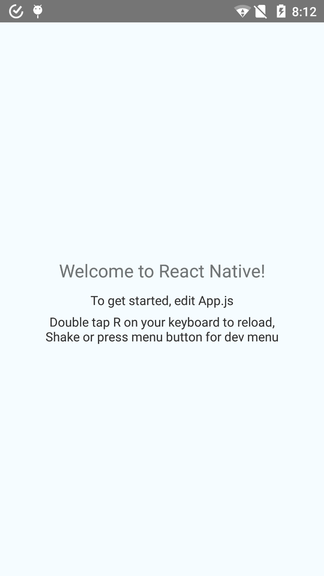 8:12
Welcome to React Native!
To get started, edit App.js
Double tap R on your keyboard to reload,
Shake or press menu button for dev menu